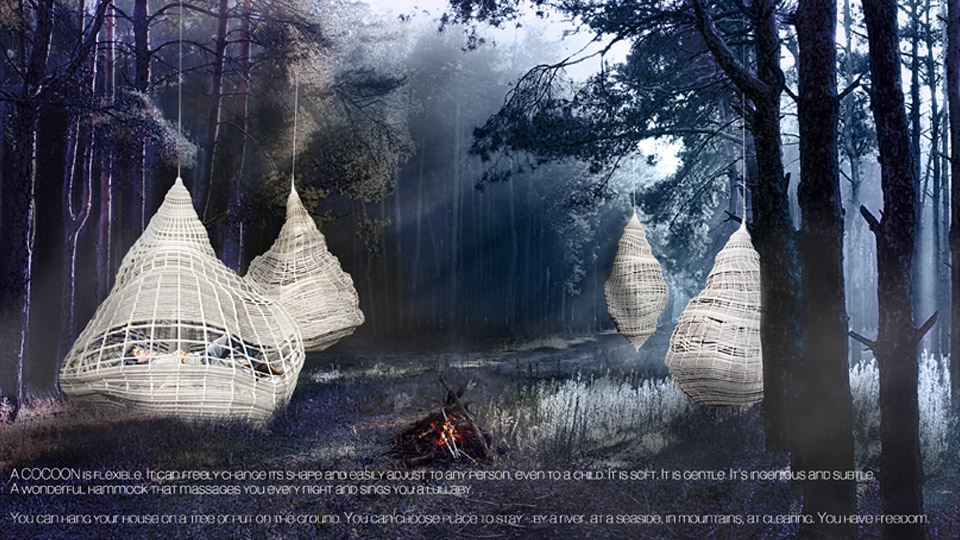 A COCOON is flexible. It can freely change its shape and easily adjust to any person, even to a child. It is soft. It is gentle. It's ingenious and subtle.
A wonderful hammock that massages you every night and sings you a lullaby.
You can hang your house on a tree or put on the ground. You can choose place to stay - by a river, at a seaside, in mountains, at clearing. You have freedom.